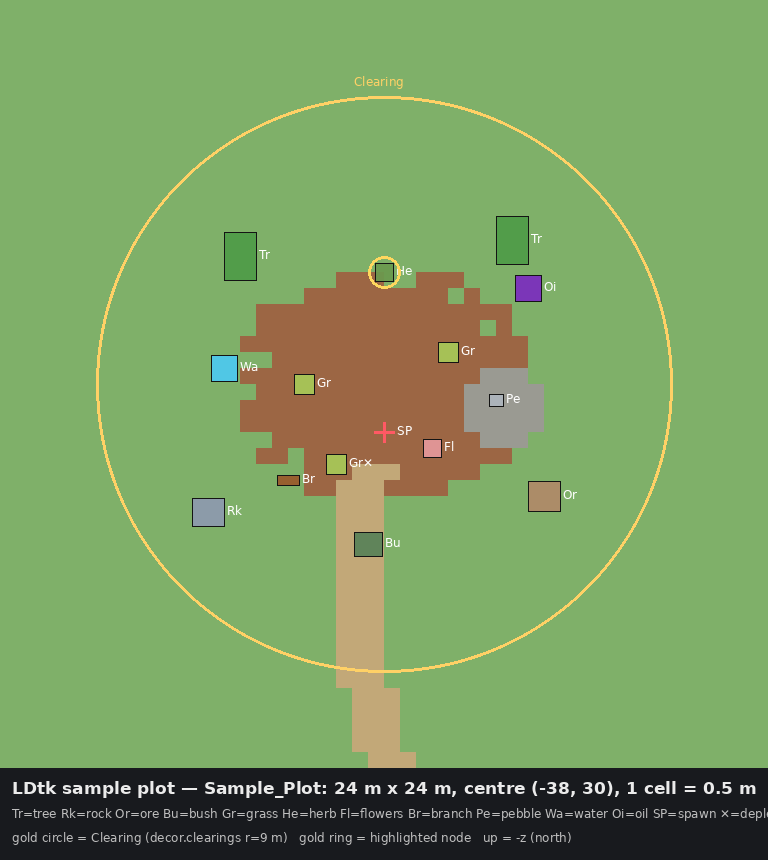 Clearing
Tr
Tr
He
Oi
Gr
Wa
Gr
Pe
SP
Fl
Gr×
Br
Or
Rk
Bu
LDtk sample plot — Sample_Plot: 24 m x 24 m, centre (-38, 30), 1 cell = 0.5 m
Tr=tree Rk=rock Or=ore Bu=bush Gr=grass He=herb Fl=flowers Br=branch Pe=pebble Wa=water Oi=oil SP=spawn ×=deple
gold circle = Clearing (decor.clearings r=9 m) gold ring = highlighted node up = -z (north)